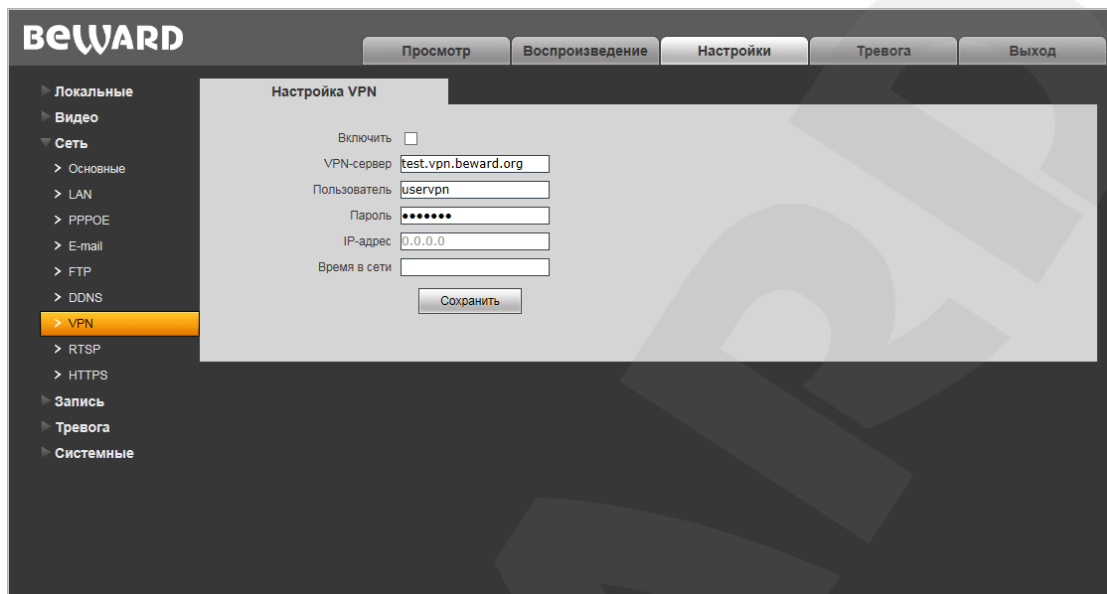 BEWARD
Просмотр Воспроизведение Настройки Тревога Выход
Локальные
Видео
Сеть
> Основные
> LAN
> PPPOE
> E-mail
> FTP
> DDNS
> VPN
> RTSP
> HTTPS
Запись
Тревога
Системные
Настройка VPN
Включить
VPN-сервер test.vpn.beward.org
Пользователь uservpn
Пароль •••••••
IP-адрес 0.0.0.0
Время в сети
Сохранить